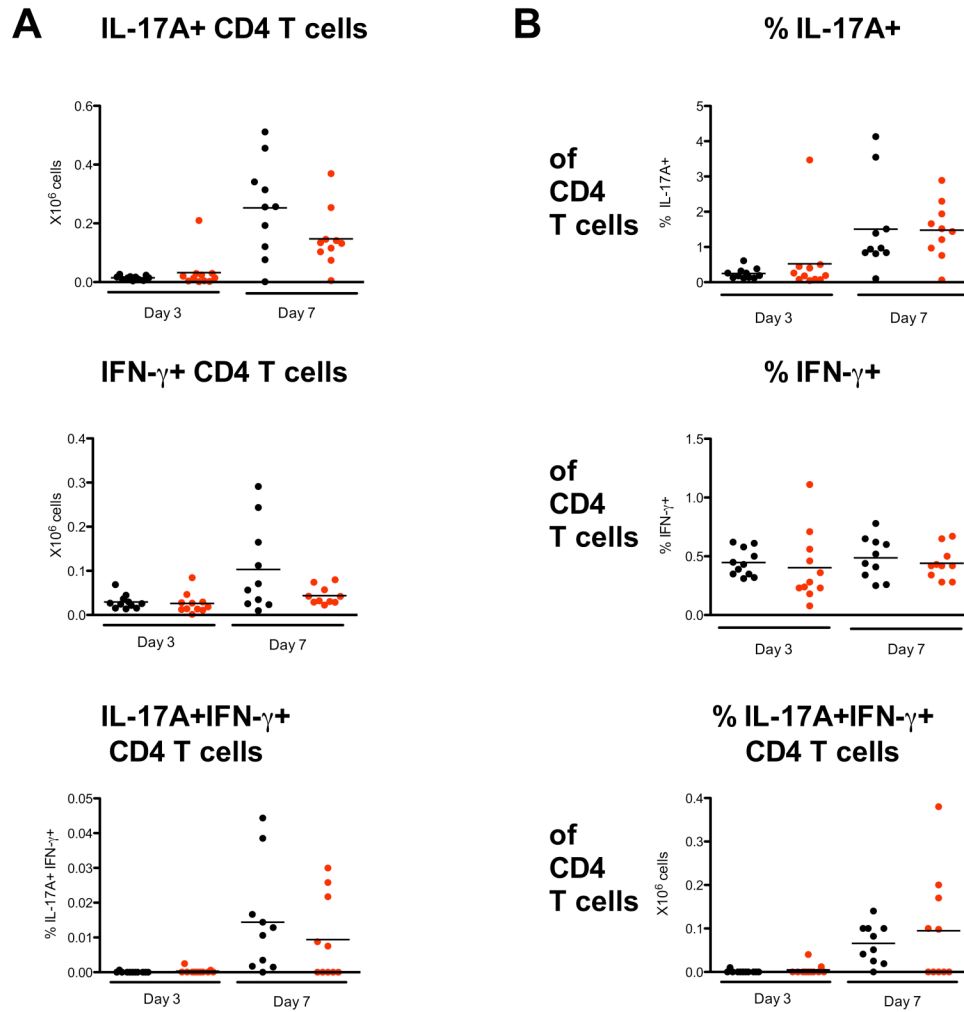 A
IL-17A+ CD4 T cells
X10⁶ cells
0.6
0.4
0.2
0.0
Day 3
Day 7
IFN-γ+ CD4 T cells
X10⁶ cells
0.4
0.3
0.2
0.1
0.0
Day 3
Day 7
IL-17A+IFN-γ+
CD4 T cells
% IL-17A+ IFN-γ+
0.05
0.04
0.03
0.02
0.01
0.00
Day 3
Day 7
B
% IL-17A+
of
CD4
T cells
% IL-17A+
5
4
3
2
1
0
Day 3
Day 7
% IFN-γ+
of
CD4
T cells
% IFN-γ+
1.5
1.0
0.5
0.0
Day 3
Day 7
% IL-17A+IFN-γ+
CD4 T cells
of
CD4
T cells
X10⁶ cells
0.4
0.3
0.2
0.1
0.0
Day 3
Day 7